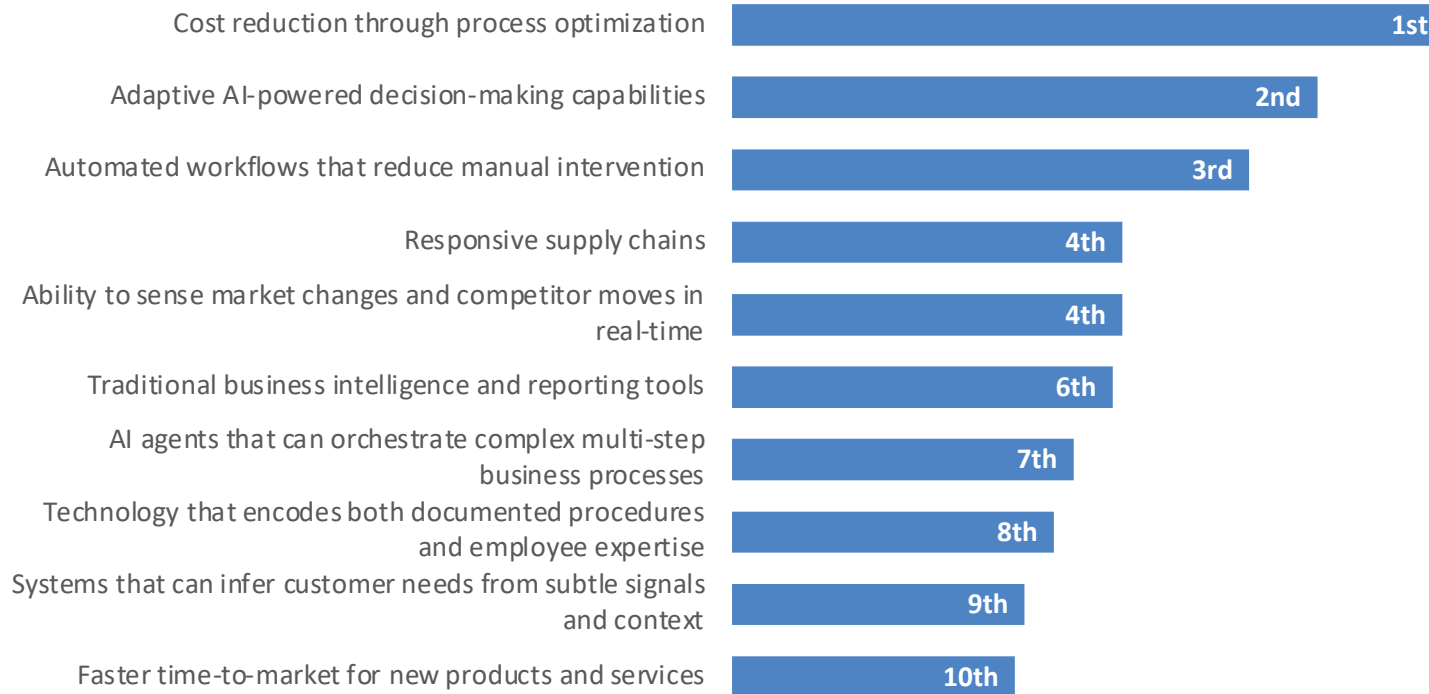 Cost reduction through process optimization
1st
Adaptive AI-powered decision-making capabilities
2nd
Automated workflows that reduce manual intervention
3rd
Responsive supply chains
4th
Ability to sense market changes and competitor moves in
real-time
4th
Traditional business intelligence and reporting tools
6th
AI agents that can orchestrate complex multi-step
business processes
7th
Technology that encodes both documented procedures
and employee expertise
8th
Systems that can infer customer needs from subtle signals
and context
9th
Faster time-to-market for new products and services
10th